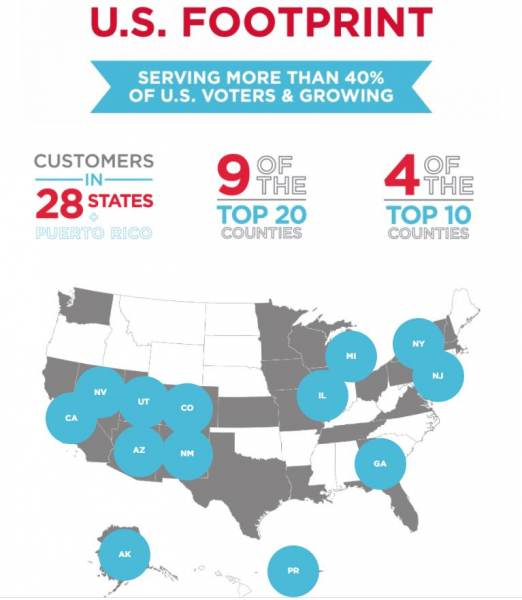 U.S. FOOTPRINT
SERVING MORE THAN 40%
OF U.S. VOTERS & GROWING
CUSTOMERS
IN
28 STATES
+
PUERTO RICO
9 OF THE
TOP 20
COUNTIES
4 OF THE
TOP 10
COUNTIES
NY
MI
NJ
NV
UT
CO
IL
CA
AZ
NM
GA
AK
PR